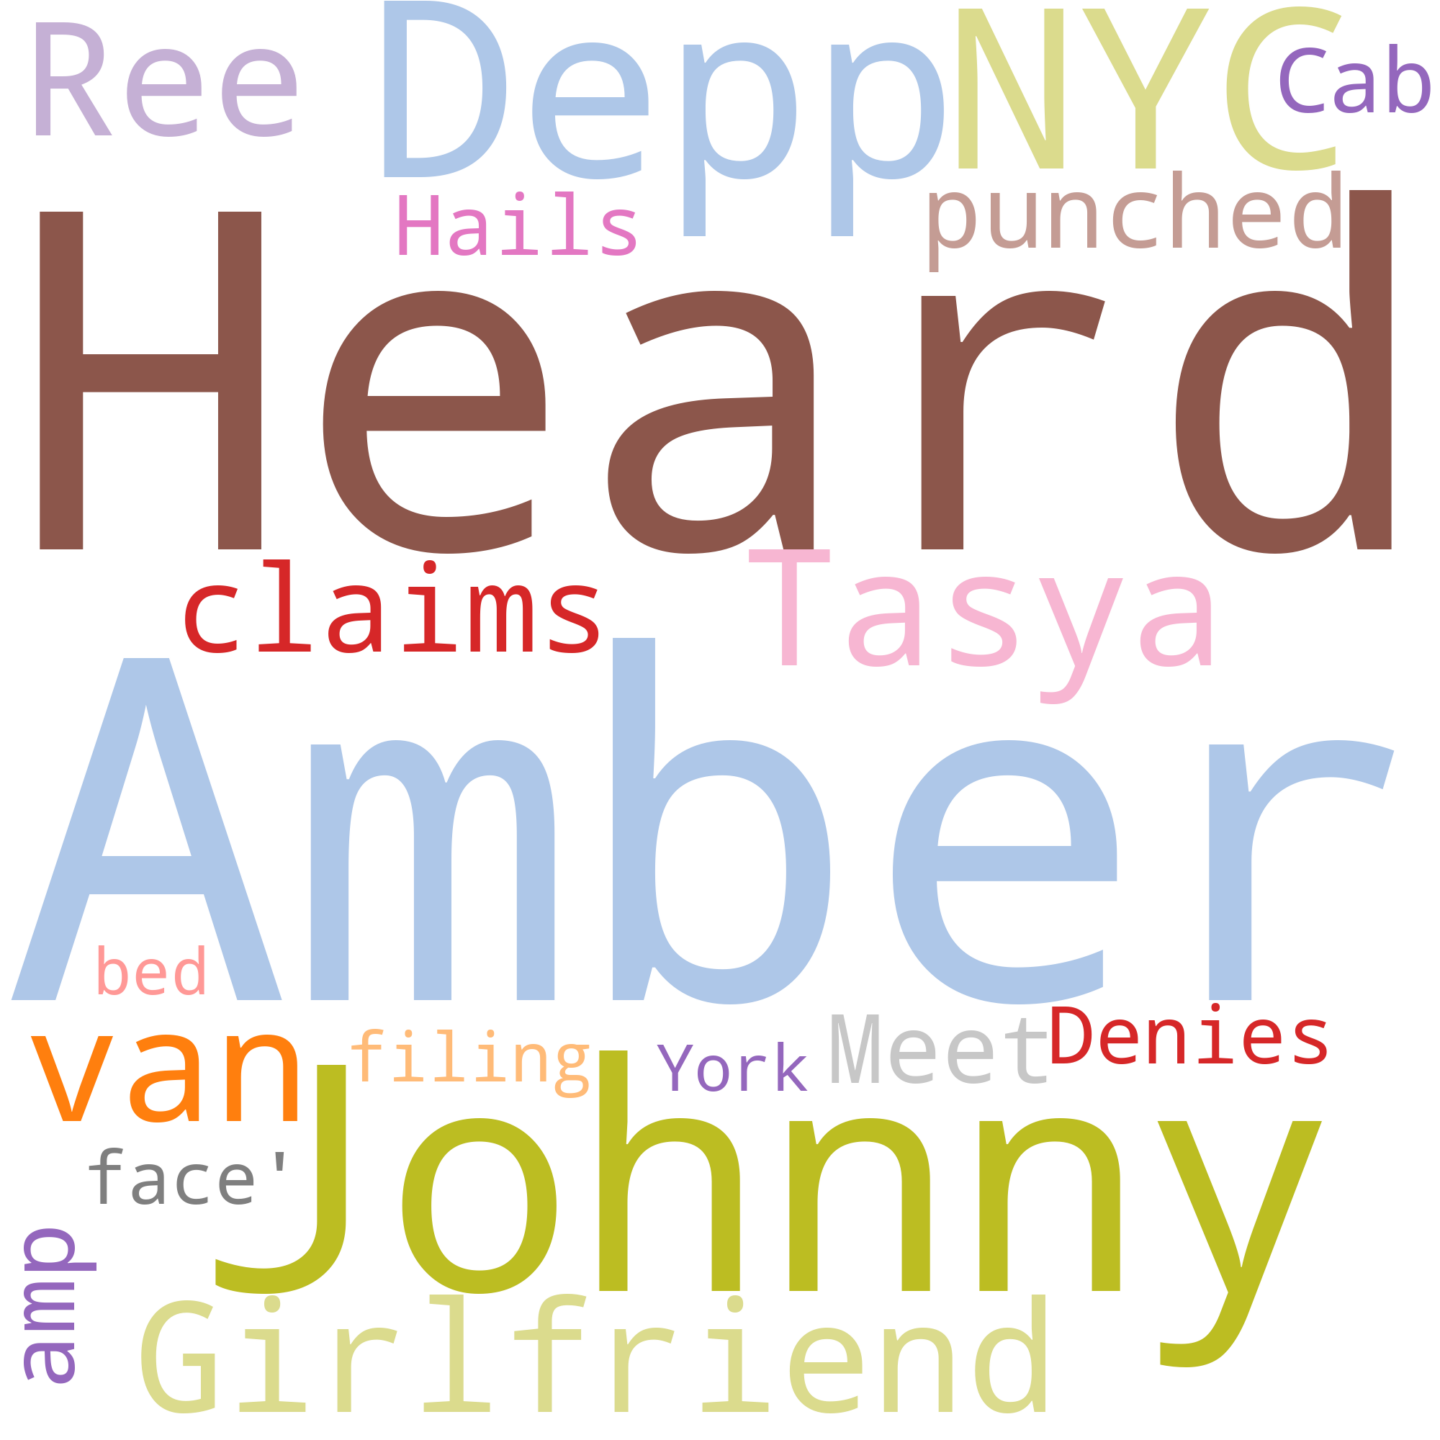 Ree Depp NYC Cab
Hails punched
Heard
claims Tasya
Amber
bed
van filing York Meet Denies
face' Johnny
amp
Girlfriend